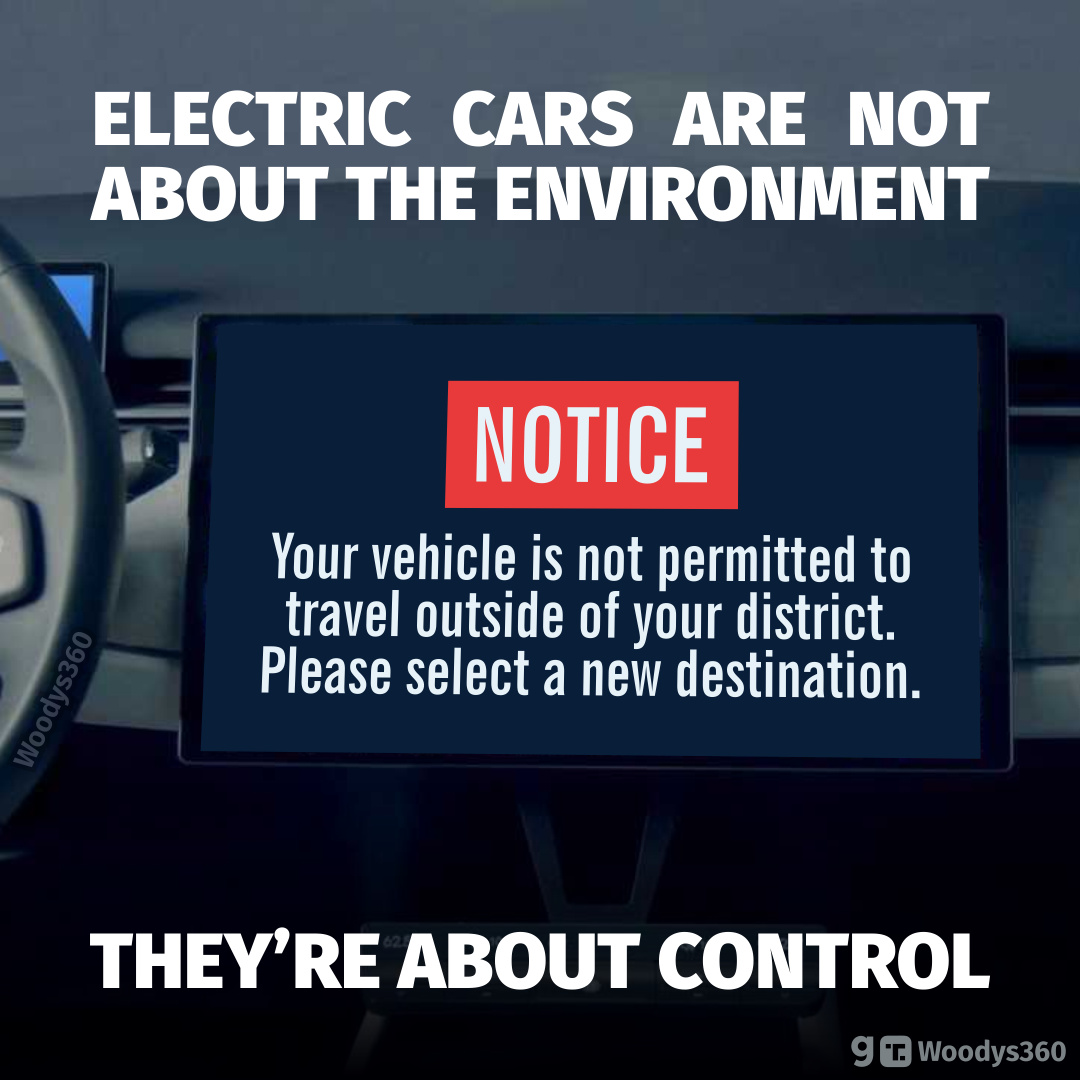 ELECTRIC CARS ARE NOT
ABOUT THE ENVIRONMENT
NOTICE
Your vehicle is not permitted to
travel outside of your district.
Please select a new destination.
Woodys360
THEY’RE ABOUT CONTROL
Woodys360